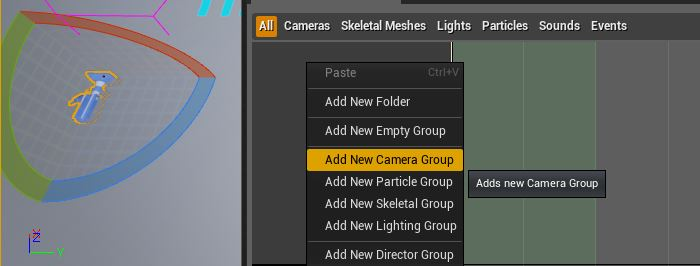 All Cameras Skeletal Meshes Lights Particles Sounds Events
Paste Ctrl+V
Add New Folder
Add New Empty Group
Add New Camera Group
Add New Particle Group
Adds new Camera Group
Add New Skeletal Group
Add New Lighting Group
Add New Director Group
Z
Y